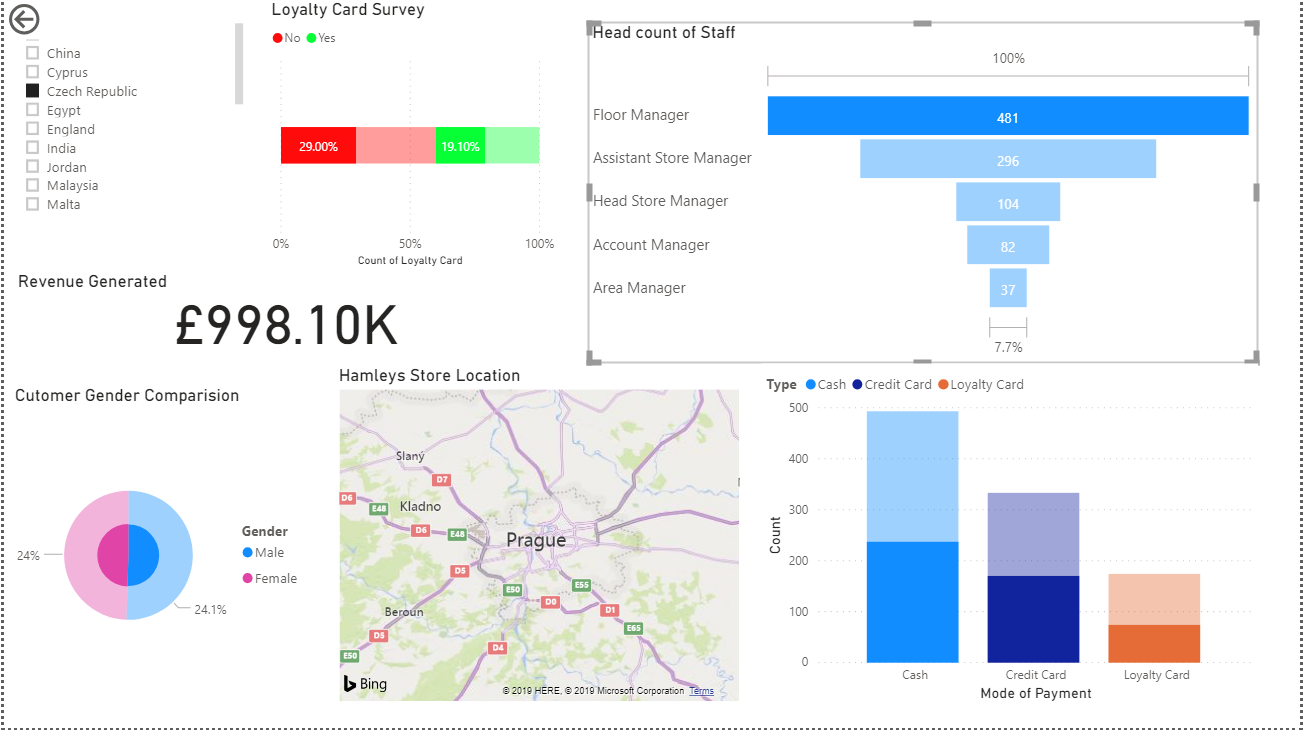 Loyalty Card Survey
No Yes
China
Cyprus
Czech Republic
Egypt
England
India
Jordan
Malaysia
Malta
29.00% 19.10%
0% 50% 100%
Count of Loyalty Card
Head count of Staff
100%
Floor Manager 481
Assistant Store Manager 296
Head Store Manager 104
Account Manager 82
Area Manager 37
7.7%
Revenue Generated
£998.10K
Cutomer Gender Comparision
24%
24.1%
Gender
Male
Female
Hamleys Store Location
Slaný
D7
D6
E48
Kladno
D6
E48
Prague
D5
E50
E55
D0
D1
Beroun
E65
D5
D4
E50
Bing
© 2019 HERE, © 2019 Microsoft Corporation Terms
Type Cash Credit Card Loyalty Card
500
400
300
200
100
0
Count
Cash Credit Card Loyalty Card
Mode of Payment